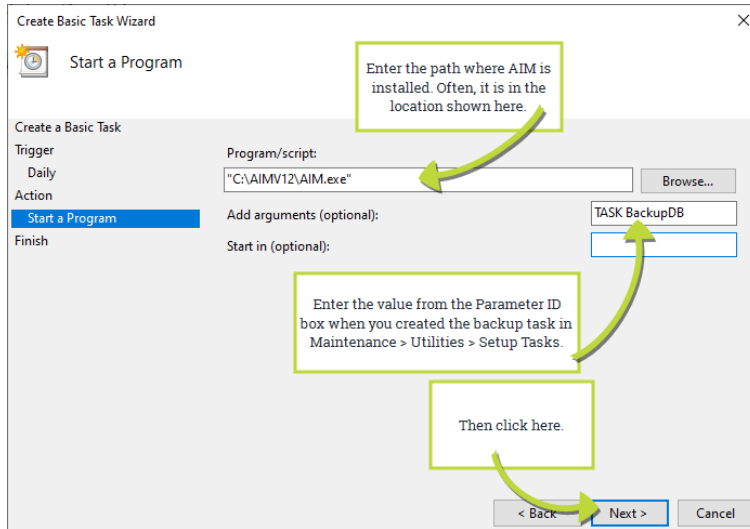 Create Basic Task Wizard
Start a Program
Enter the path where AIM is
installed. Often, it is in the
location shown here.
Create a Basic Task
Trigger
Daily
Action
Start a Program
Finish
Program/script:
"C:\AIMV12\AIM.exe"
Browse...
Add arguments (optional):
TASK BackupDB
Start in (optional):
Enter the value from the Parameter ID
box when you created the backup task in
Maintenance > Utilities > Setup Tasks.
Then click here.
< Back
Next >
Cancel